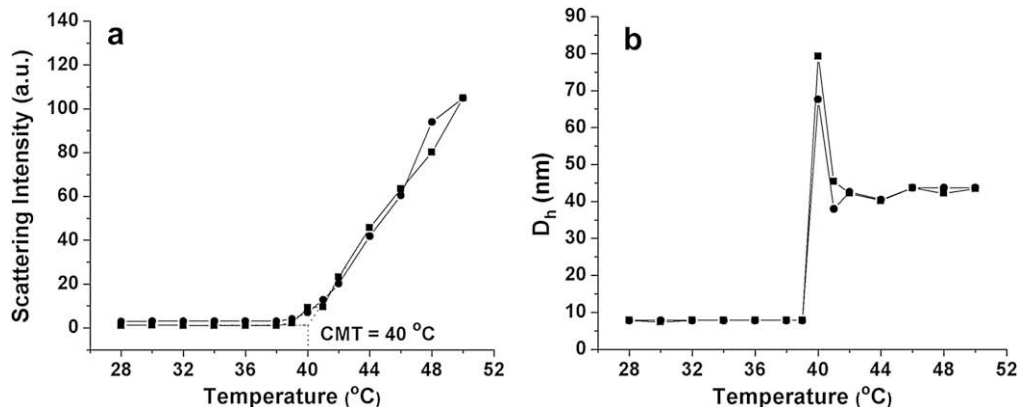 a
Scattering Intensity (a.u.)
140
120
100
80
60
40
20
0
CMT = 40 °C
28 32 36 40 44 48 52
Temperature (°C)
b
Dₕ (nm)
90
80
70
60
50
40
30
20
10
0
28 32 36 40 44 48 52
Temperature (°C)